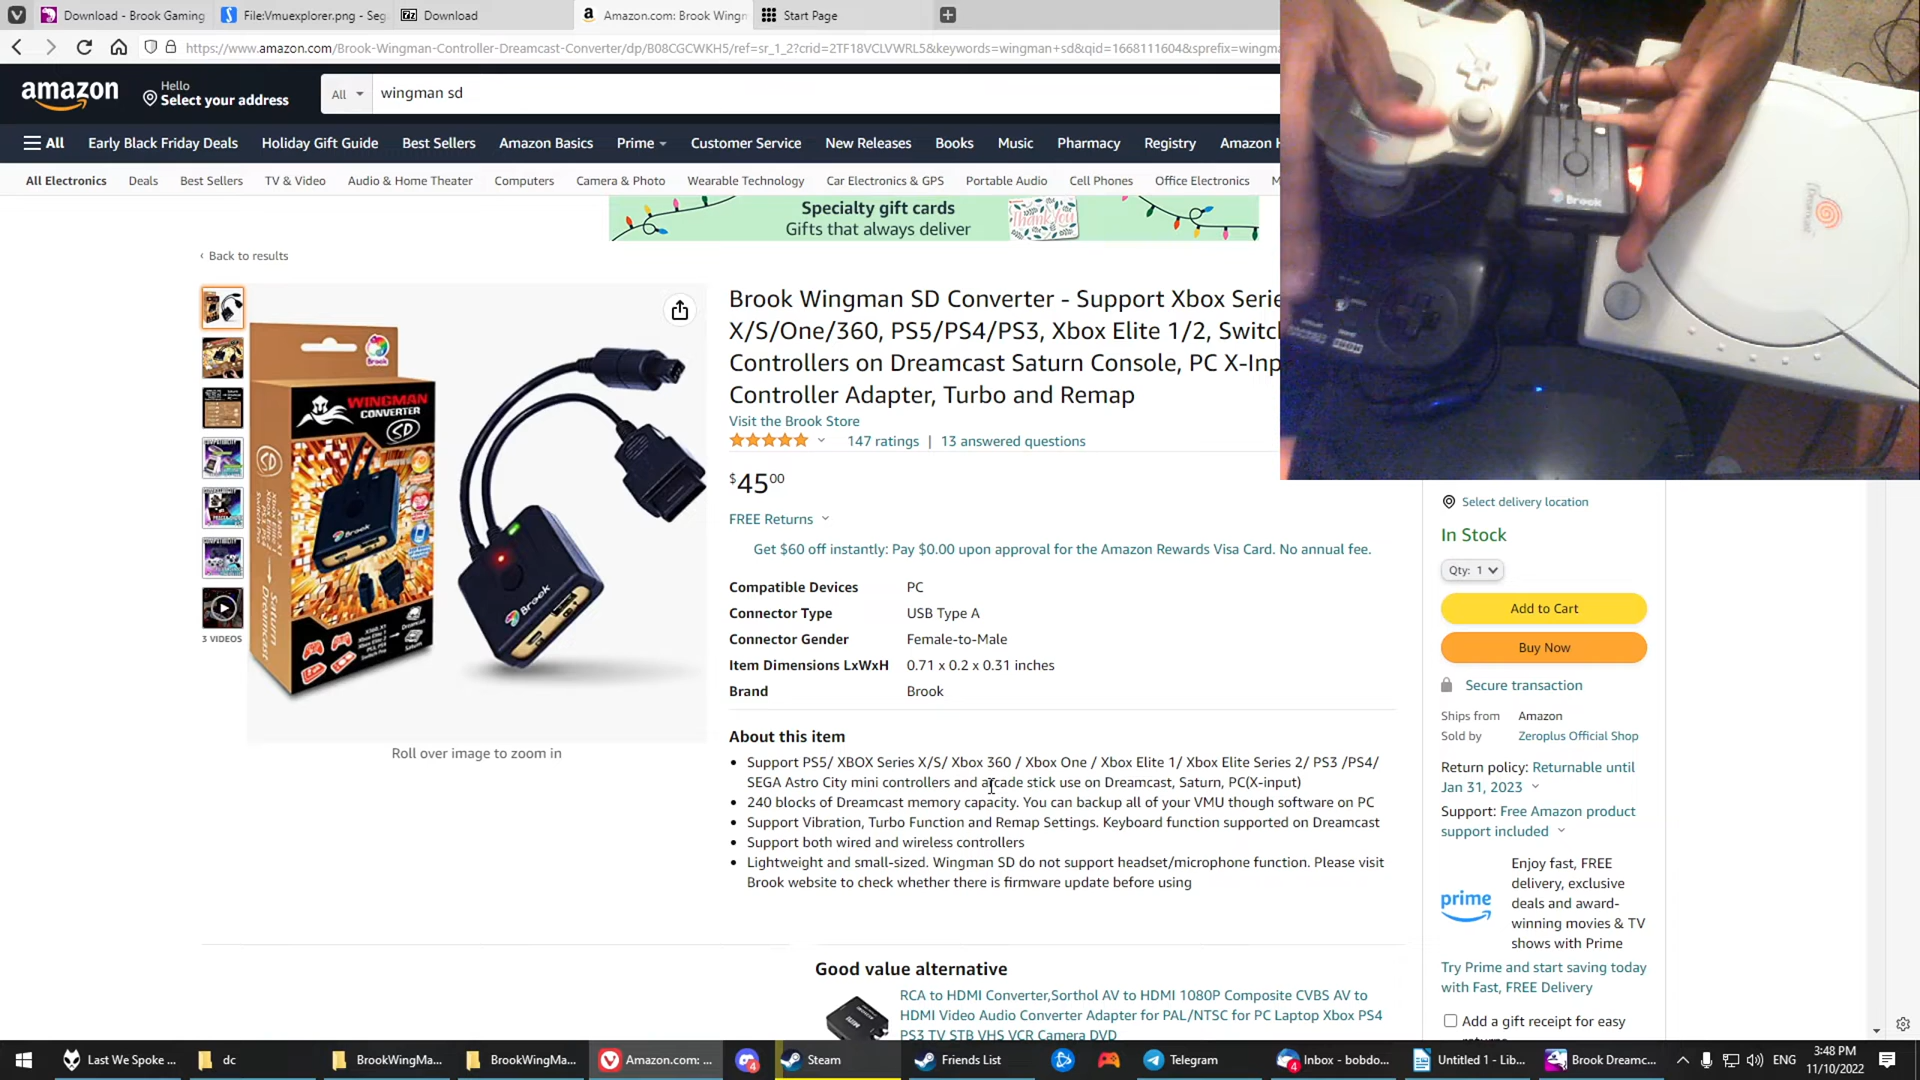 Download - Brook Gaming
File:Vmuexplorer.png - Seg
Download
Amazon.com: Brook Wingm
Start Page
https://www.amazon.com/Brook-Wingman-Controller-Dreamcast-Converter/dp/B08CGCWKH5/ref=sr_1_2?crid=2TF18VCLVWRL5&keywords=wingman+sd&qid=1668111604&sprefix=wingma
amazon
Hello
Select your address
All
wingman sd
All
Early Black Friday Deals
Holiday Gift Guide
Best Sellers
Amazon Basics
Prime
Customer Service
New Releases
Books
Music
Pharmacy
Registry
Amazon H
All Electronics
Deals
Best Sellers
TV & Video
Audio & Home Theater
Computers
Camera & Photo
Wearable Technology
Car Electronics & GPS
Portable Audio
Cell Phones
Office Electronics
M
Specialty gift cards
Gifts that always deliver
THANK YOU
‹ Back to results
Brook
WINGMAN
CONVERTER
SD
Brook
Dreamcast
Saturn
Brook
3 VIDEOS
Roll over image to zoom in
Brook Wingman SD Converter - Support Xbox Serie
X/S/One/360, PS5/PS4/PS3, Xbox Elite 1/2, Switc
Controllers on Dreamcast Saturn Console, PC X-Inp
Controller Adapter, Turbo and Remap
Visit the Brook Store
147 ratings | 13 answered questions
$45 00
FREE Returns
Get $60 off instantly: Pay $0.00 upon approval for the Amazon Rewards Visa Card. No annual fee.
Compatible Devices PC
Connector Type USB Type A
Connector Gender Female-to-Male
Item Dimensions LxWxH 0.71 x 0.2 x 0.31 inches
Brand Brook
About this item
• Support PS5/ XBOX Series X/S/ Xbox 360 / Xbox One / Xbox Elite 1/ Xbox Elite Series 2/ PS3 /PS4/
SEGA Astro City mini controllers and arcade stick use on Dreamcast, Saturn, PC(X-input)
• 240 blocks of Dreamcast memory capacity. You can backup all of your VMU though software on PC
• Support Vibration, Turbo Function and Remap Settings. Keyboard function supported on Dreamcast
• Support both wired and wireless controllers
• Lightweight and small-sized. Wingman SD do not support headset/microphone function. Please visit
Brook website to check whether there is firmware update before using
Good value alternative
RCA to HDMI Converter,Sorthol AV to HDMI 1080P Composite CVBS AV to
HDMI Video Audio Converter Adapter for PAL/NTSC for PC Laptop Xbox PS4
PS3 TV STB VHS VCR Camera DVD
Brook
Dreamcast
Select delivery location
In Stock
Qty: 1
Add to Cart
Buy Now
Secure transaction
Ships from Amazon
Sold by Zeroplus Official Shop
Return policy: Returnable until
Jan 31, 2023
Support: Free Amazon product
support included
prime
Enjoy fast, FREE
delivery, exclusive
deals and award-
winning movies & TV
shows with Prime
Try Prime and start saving today
with Fast, FREE Delivery
Add a gift receipt for easy
returns
Last We Spoke ...
dc
BrookWingMa...
BrookWingMa...
Amazon.com: ...
4
Steam
Friends List
Telegram
4
Inbox - bobdo...
Untitled 1 - Lib...
Brook Dreamc...
ENG
3:48 PM
11/10/2022